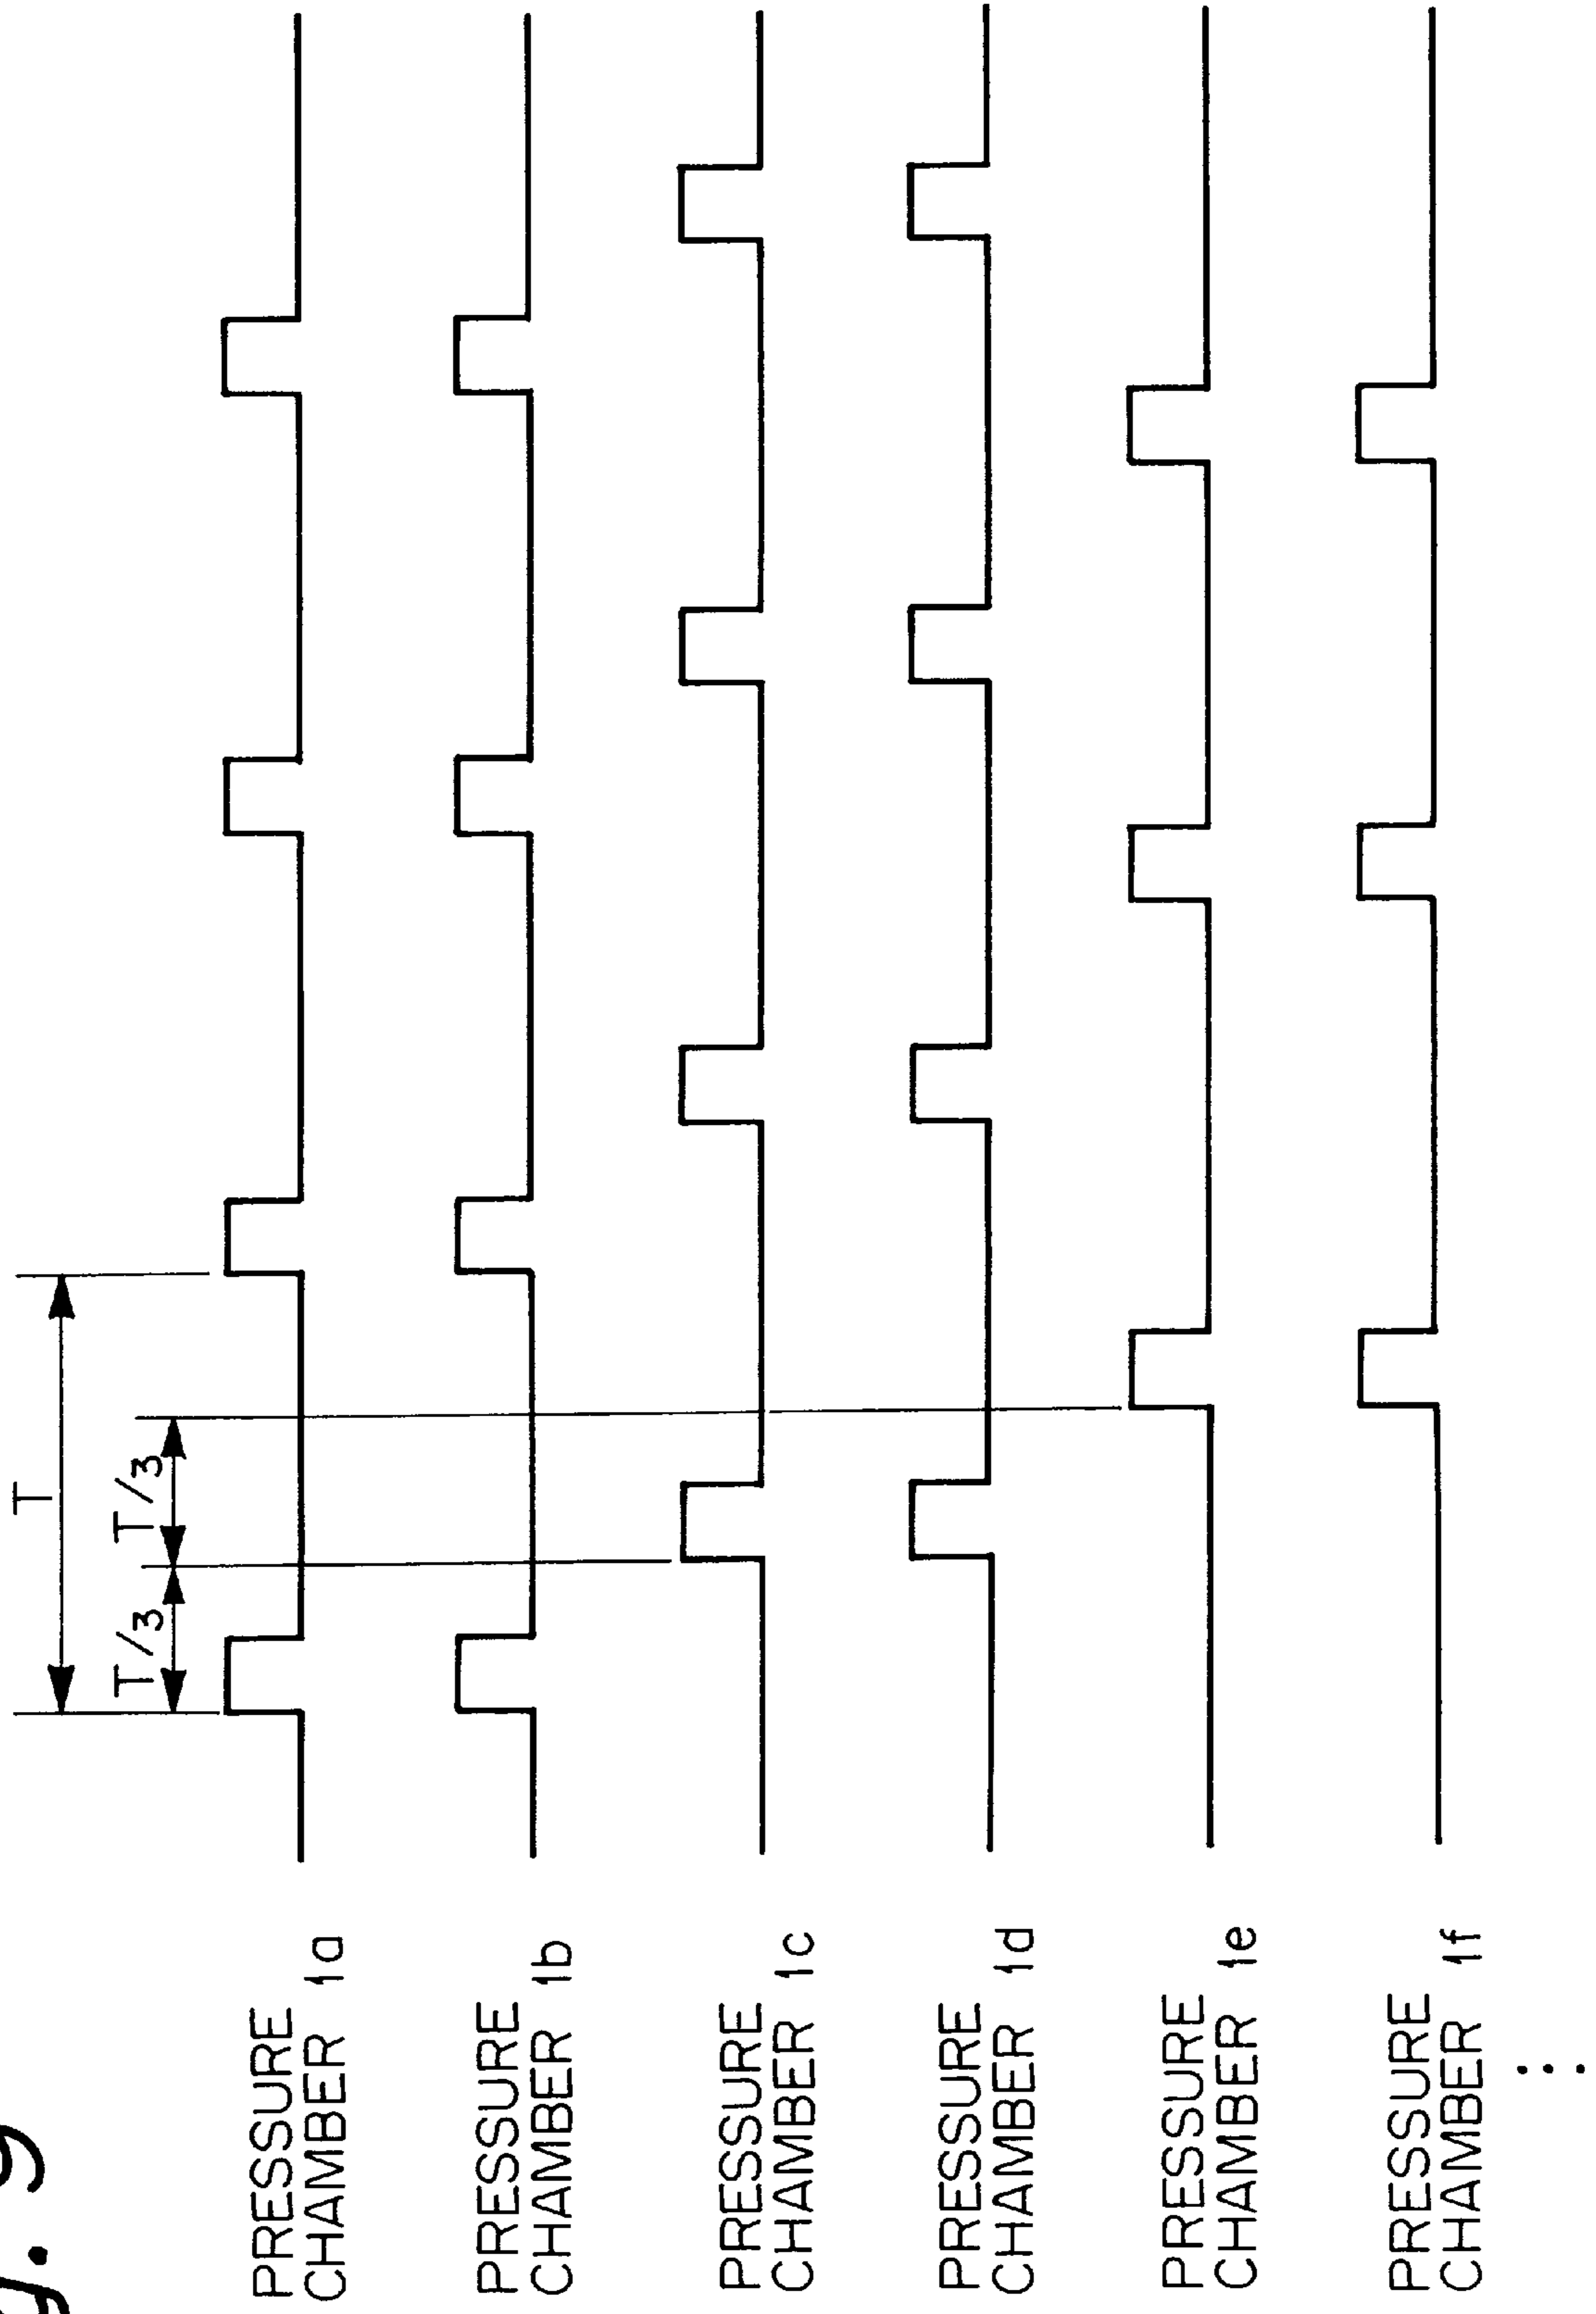 T
T/3 T/3
PRESSURE
CHAMBER 1a
PRESSURE
CHAMBER 1b
PRESSURE
CHAMBER 1c
PRESSURE
CHAMBER 1d
PRESSURE
CHAMBER 1e
PRESSURE
CHAMBER 1f